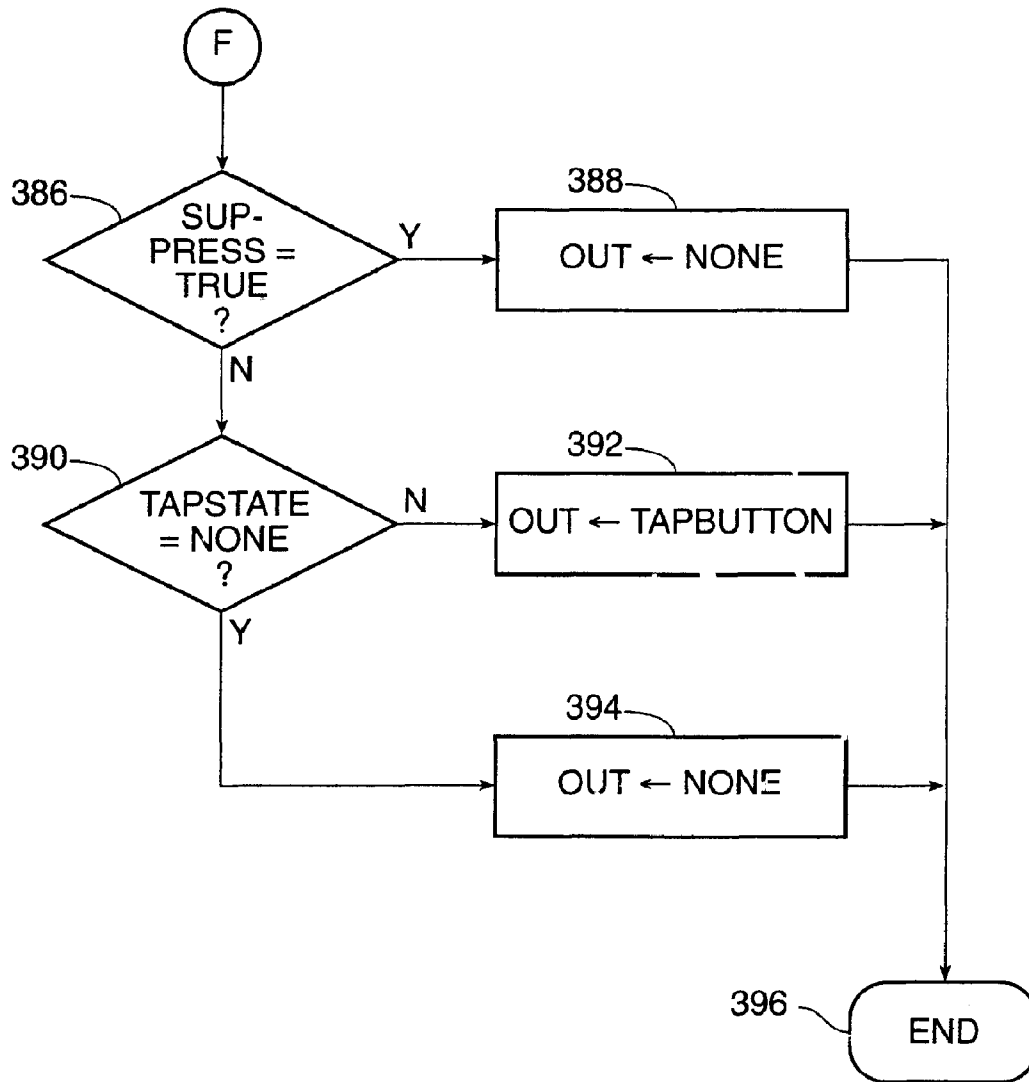 F
386
SUP-
PRESS =
TRUE
?
Y
388
OUT ← NONE
N
390
TAPSTATE
= NONE
?
N
392
OUT ← TAPBUTTON
Y
394
OUT ← NONE
396
END